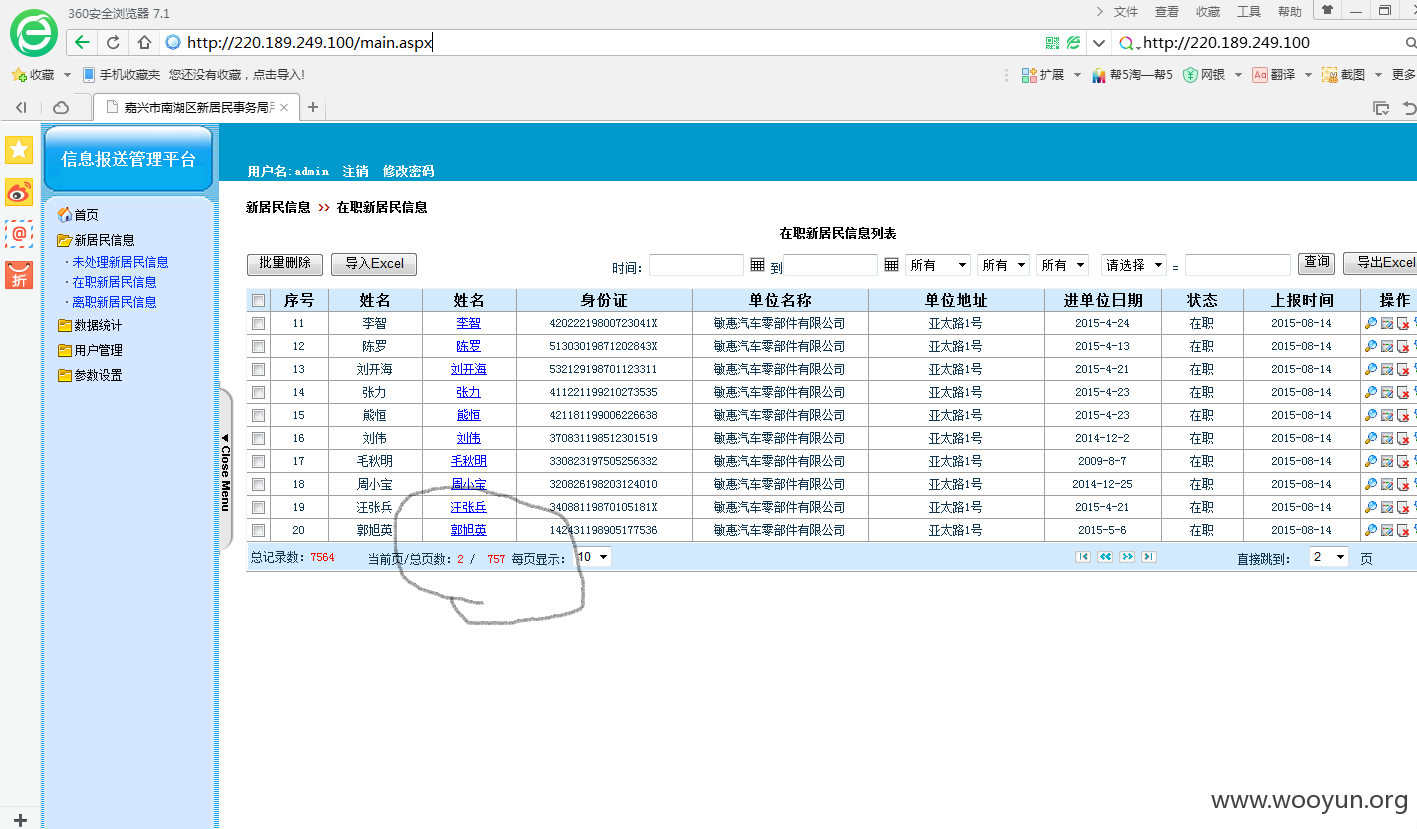 360安全浏览器 7.1
文件 查看 收藏 工具 帮助
http://220.189.249.100/main.aspx
http://220.189.249.100
收藏 手机收藏夹 您还没有收藏，点击导入!
扩展 帮5淘—帮5 网银 翻译 截图 更多
嘉兴市南湖区新居民事务局
信息报送管理平台
用户名:admin 注销 修改密码
首页
新居民信息
未处理新居民信息
在职新居民信息
离职新居民信息
数据统计
用户管理
参数设置
Close Menu
新居民信息 >> 在职新居民信息
在职新居民信息列表
批量删除 导入Excel 时间: 到 所有 所有 所有 请选择 = 查询 导出Excel
序号 姓名 姓名 身份证 单位名称 单位地址 进单位日期 状态 上报时间 操作
11 李智 李智 42022219800723041X 敏惠汽车零部件有限公司 亚太路1号 2015-4-24 在职 2015-08-14
12 陈罗 陈罗 51303019871202843X 敏惠汽车零部件有限公司 亚太路1号 2015-4-13 在职 2015-08-14
13 刘开海 刘开海 532129198701123311 敏惠汽车零部件有限公司 亚太路1号 2015-4-21 在职 2015-08-14
14 张力 张力 411221199210273535 敏惠汽车零部件有限公司 亚太路1号 2015-4-23 在职 2015-08-14
15 熊恒 熊恒 421181199006226638 敏惠汽车零部件有限公司 亚太路1号 2015-4-23 在职 2015-08-14
16 刘伟 刘伟 370831198512301519 敏惠汽车零部件有限公司 亚太路1号 2014-12-2 在职 2015-08-14
17 毛秋明 毛秋明 330823197505256332 敏惠汽车零部件有限公司 亚太路1号 2009-8-7 在职 2015-08-14
18 周小宝 周小宝 320826198203124010 敏惠汽车零部件有限公司 亚太路1号 2014-12-25 在职 2015-08-14
19 汪张兵 汪张兵 34088119870105181X 敏惠汽车零部件有限公司 亚太路1号 2015-4-21 在职 2015-08-14
20 郭旭英 郭旭英 142431198905177536 敏惠汽车零部件有限公司 亚太路1号 2015-5-6 在职 2015-08-14
总记录数: 7564 当前页/总页数: 2 / 757 每页显示: 10 直接跳到: 2 页
www.wooyun.org